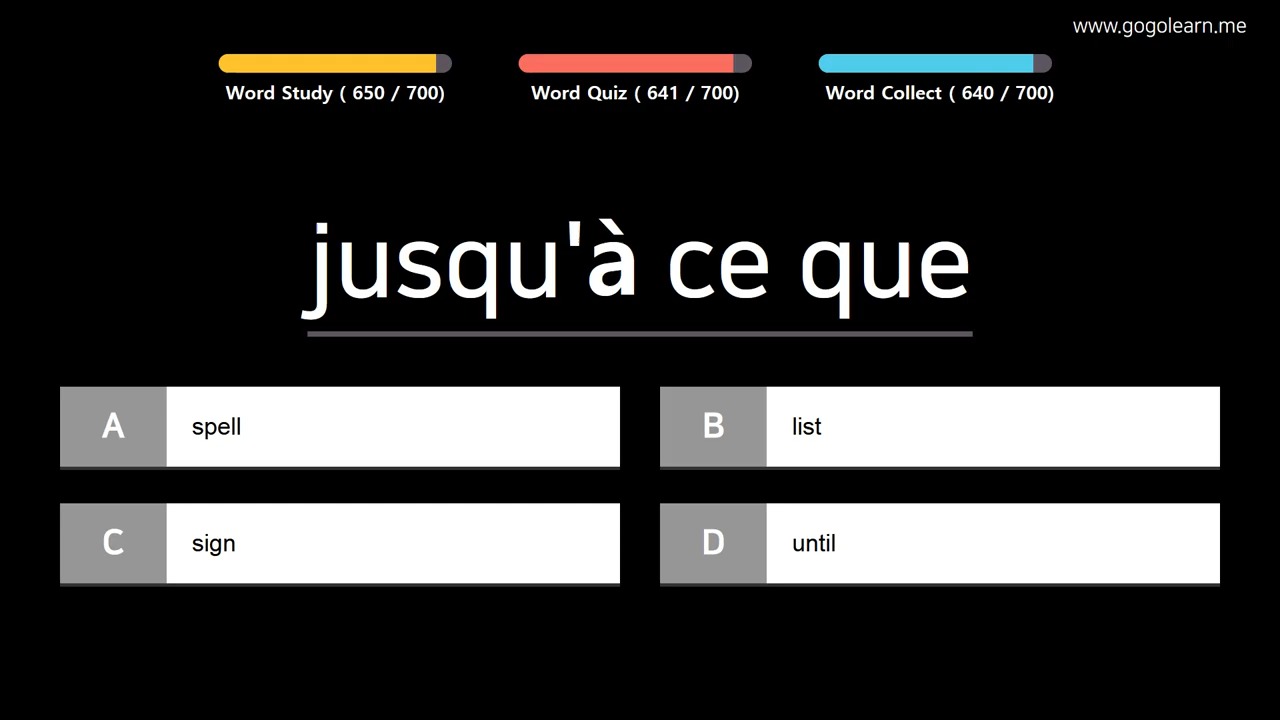 www.gogolearn.me
Word Study ( 650 / 700)
Word Quiz ( 641 / 700)
Word Collect ( 640 / 700)
jusqu'à ce que
A spell
B list
C sign
D until